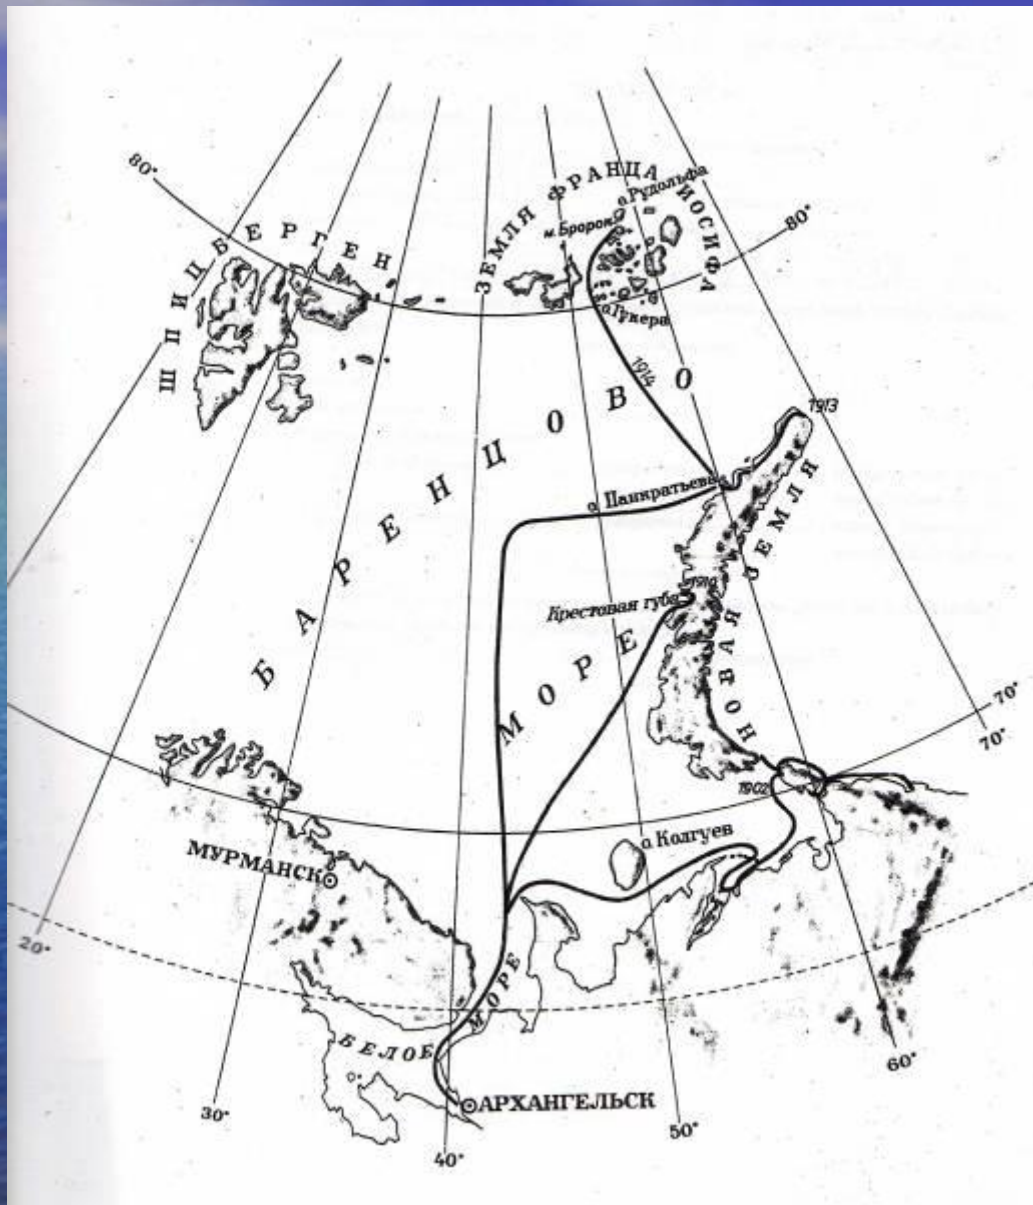 80°
ШПИЦБЕРГЕН
ЗЕМЛЯ ФРАНЦА ИОСИФА
о. Рудольфа
м. Бророк
80°
о. Гукера
1914
1913
БАРЕНЦОВО
МОРЕ
о. Панкратьева
НОВАЯ ЗЕМЛЯ
1910
Крестовая губа
70°
70°
1902
о. Колгуев
МУРМАНСК
20°
БЕЛОЕ МОРЕ
АРХАНГЕЛЬСК
60°
30°
50°
40°